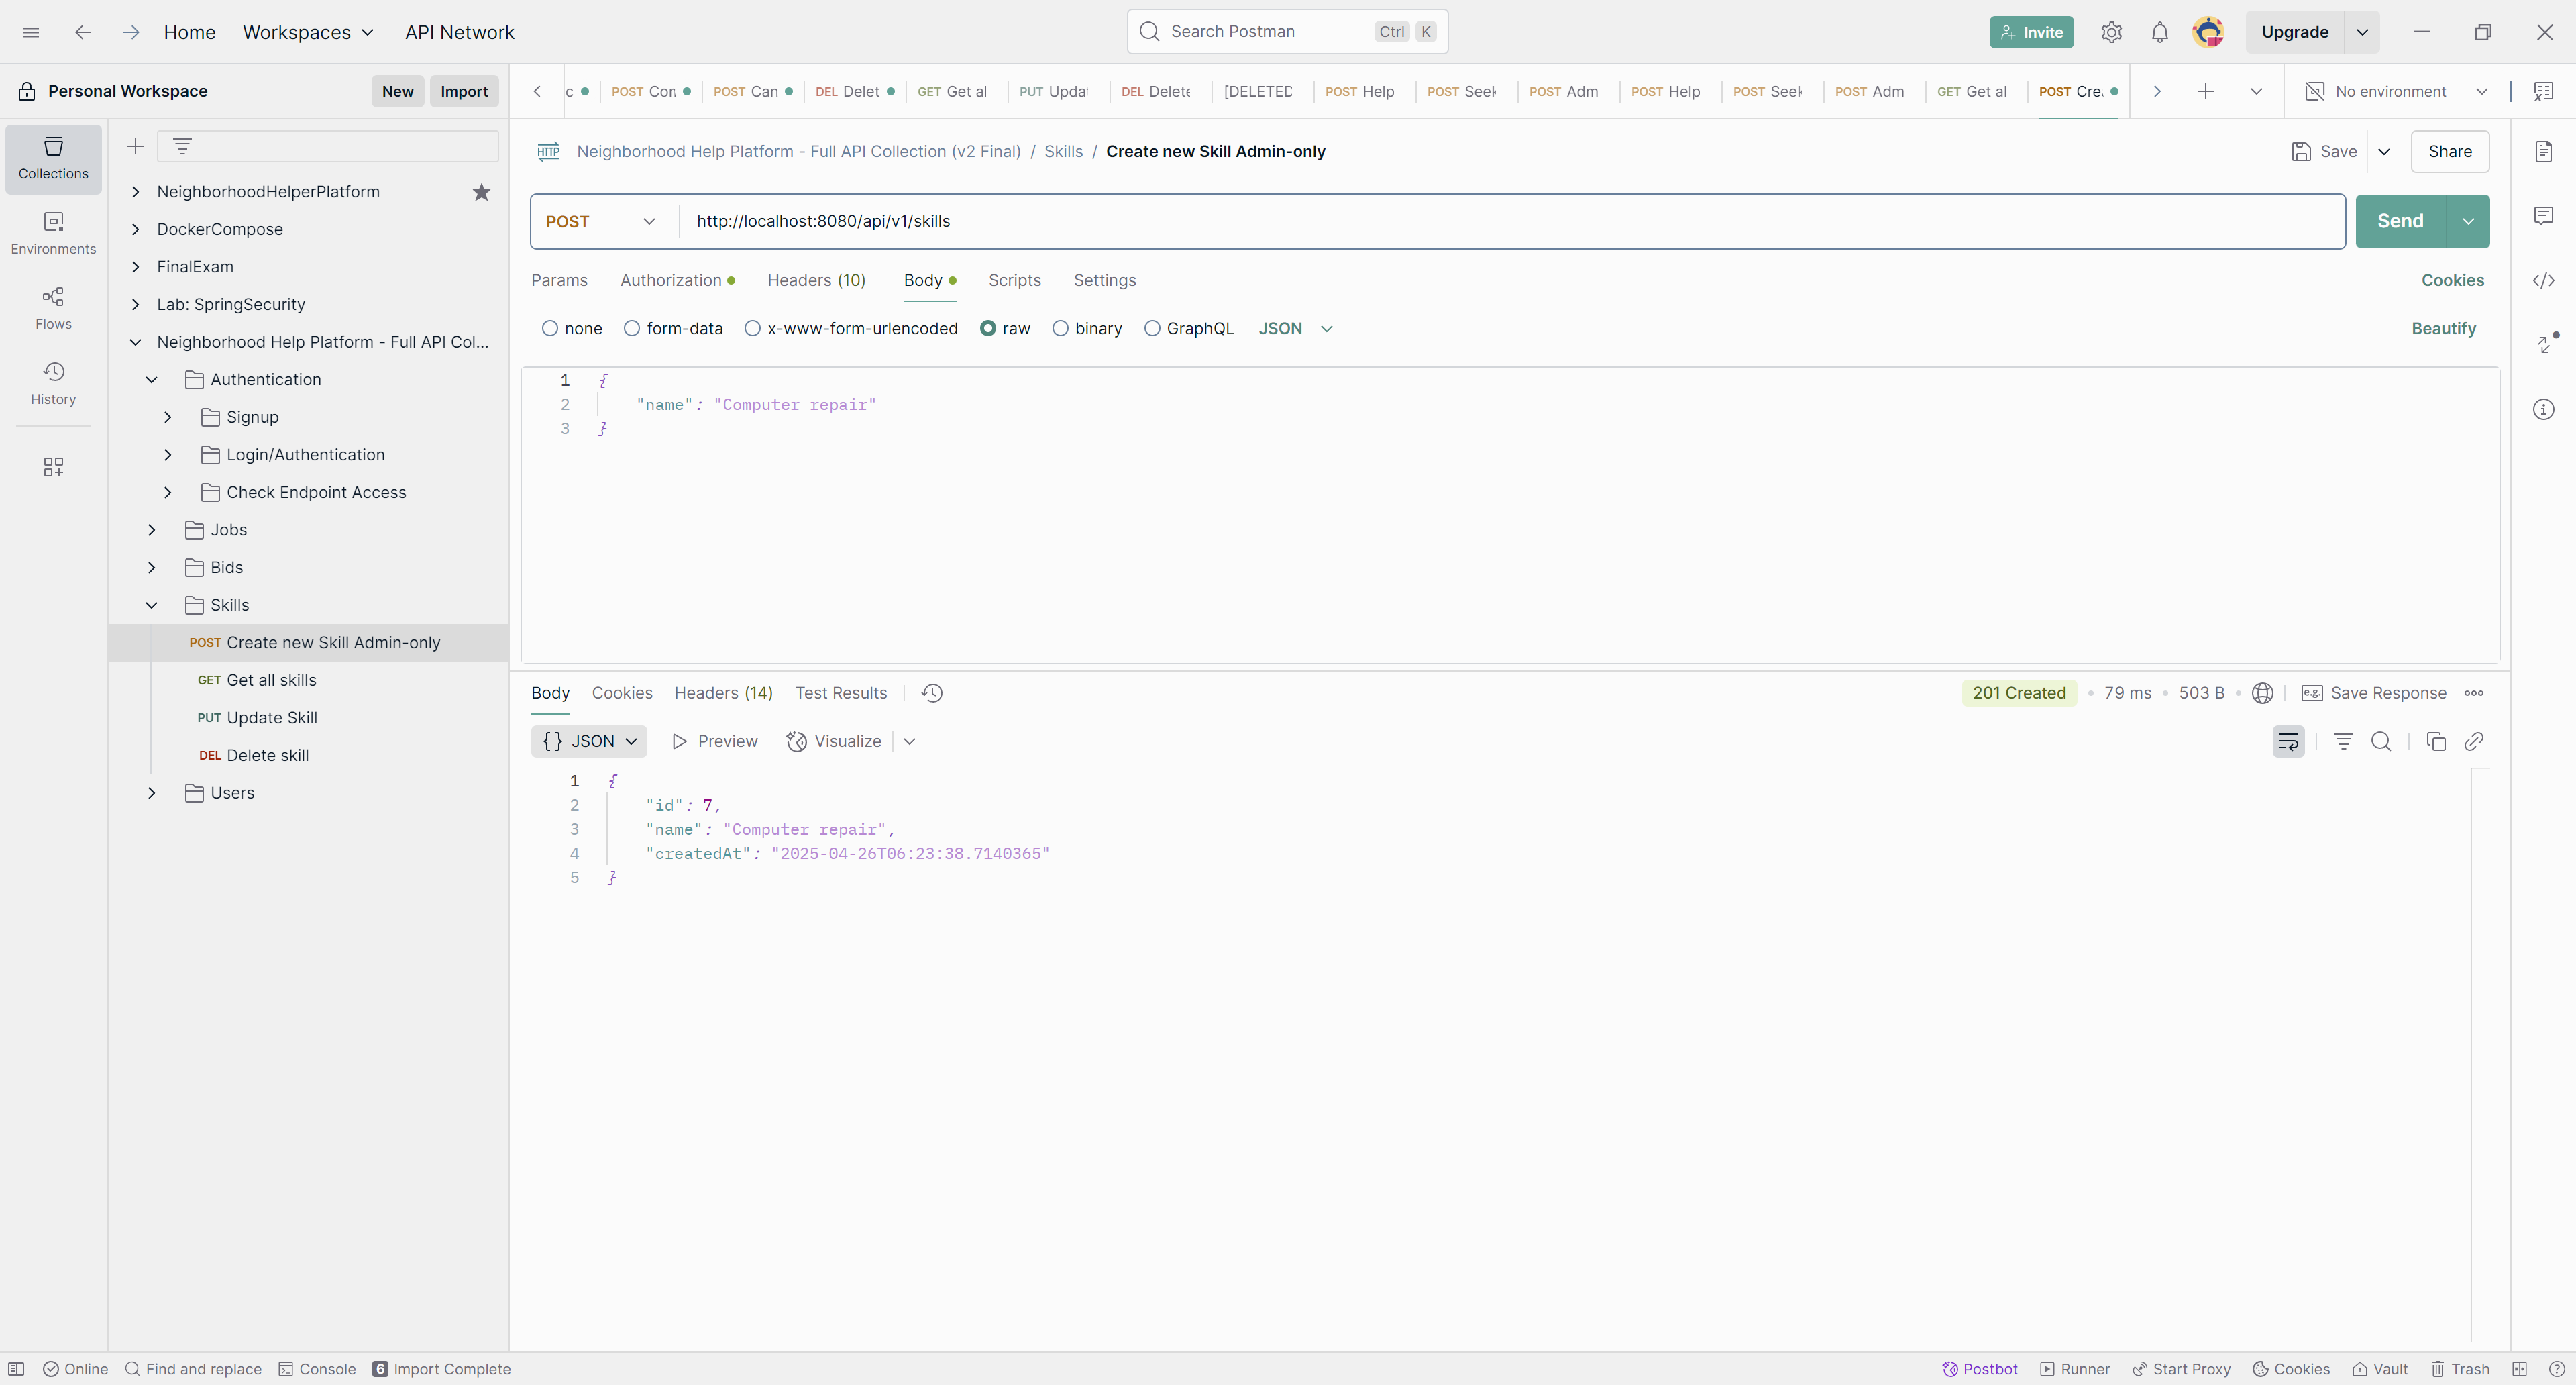 Home Workspaces API Network Search Postman Ctrl K Invite Upgrade
Personal Workspace New Import
c POST Con POST Can DEL Delet GET Get al PUT Upda DEL Delete [DELETED POST Help POST Seek POST Adm POST Help POST Seek POST Adm GET Get al POST Cre No environment
Collections
Environments
Flows
History
NeighborhoodHelperPlatform
DockerCompose
FinalExam
Lab: SpringSecurity
Neighborhood Help Platform - Full API Col...
Authentication
Signup
Login/Authentication
Check Endpoint Access
Jobs
Bids
Skills
POST Create new Skill Admin-only
GET Get all skills
PUT Update Skill
DEL Delete skill
Users
HTTP Neighborhood Help Platform - Full API Collection (v2 Final) / Skills / Create new Skill Admin-only Save Share
POST http://localhost:8080/api/v1/skills Send
Params Authorization Headers (10) Body Scripts Settings Cookies
none form-data x-www-form-urlencoded raw binary GraphQL JSON Beautify
1 {
2 "name": "Computer repair"
3 }
Body Cookies Headers (14) Test Results 201 Created 79 ms 503 B e.g. Save Response
{} JSON Preview Visualize
1 {
2 "id": 7,
3 "name": "Computer repair",
4 "createdAt": "2025-04-26T06:23:38.7140365"
5 }
Online Find and replace Console 6 Import Complete Postbot Runner Start Proxy Cookies Vault Trash